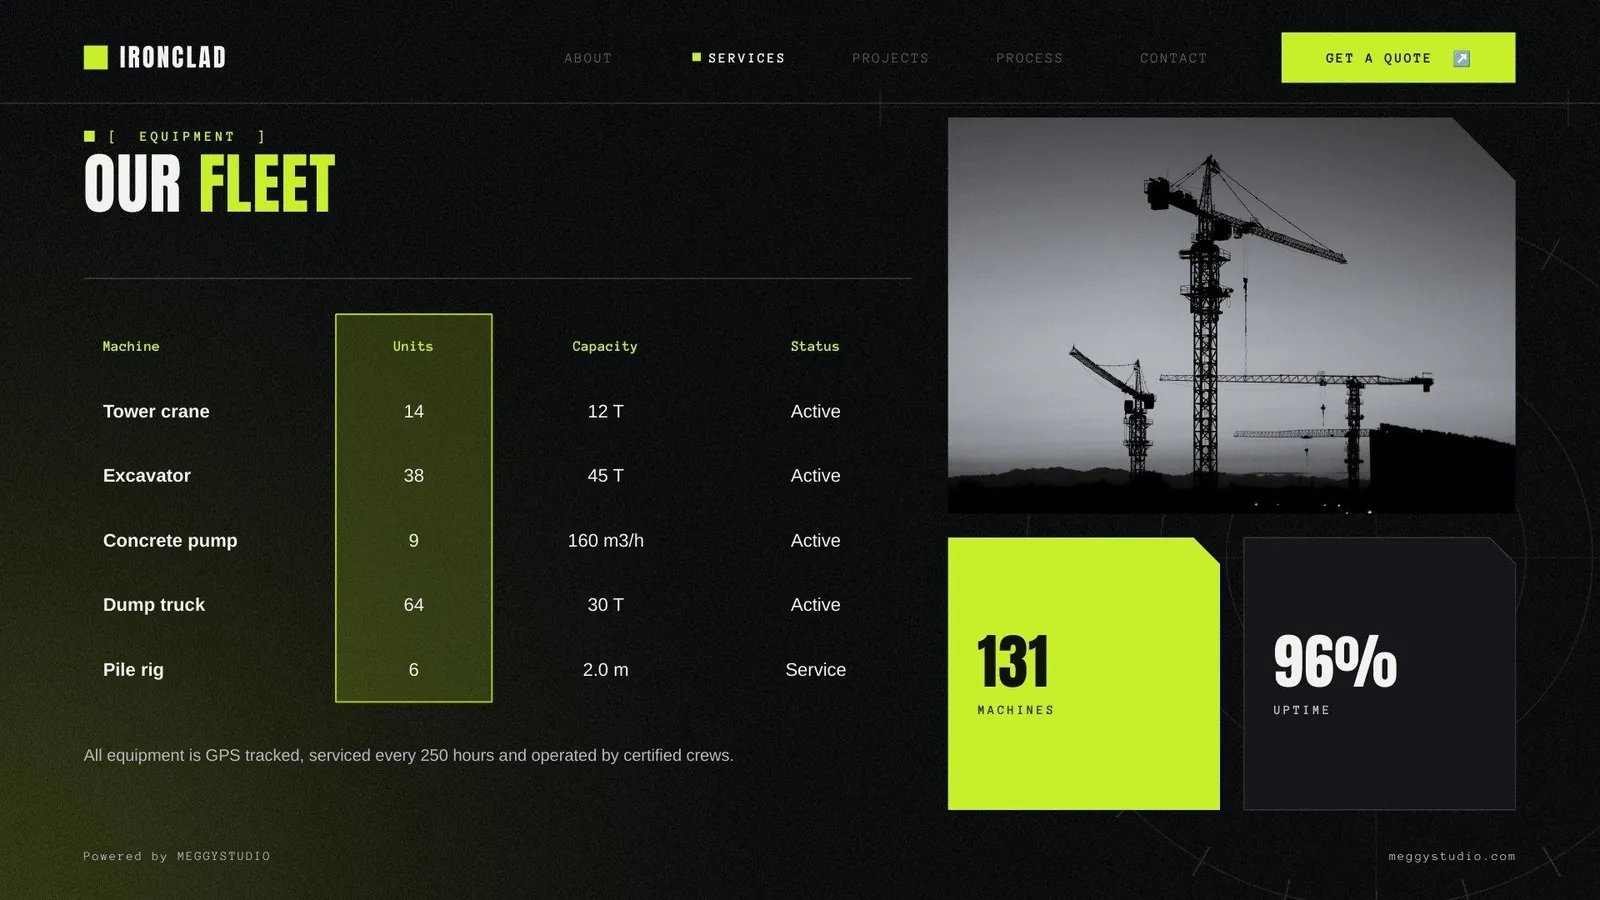 IRONCLAD
ABOUT SERVICES PROJECTS PROCESS CONTACT GET A QUOTE ↗
[ EQUIPMENT ]
OUR FLEET
Machine Units Capacity Status
Tower crane 14 12 T Active
Excavator 38 45 T Active
Concrete pump 9 160 m3/h Active
Dump truck 64 30 T Active
Pile rig 6 2.0 m Service
All equipment is GPS tracked, serviced every 250 hours and operated by certified crews.
131
MACHINES
96%
UPTIME
Powered by MEGGYSTUDIO
meggystudio.com